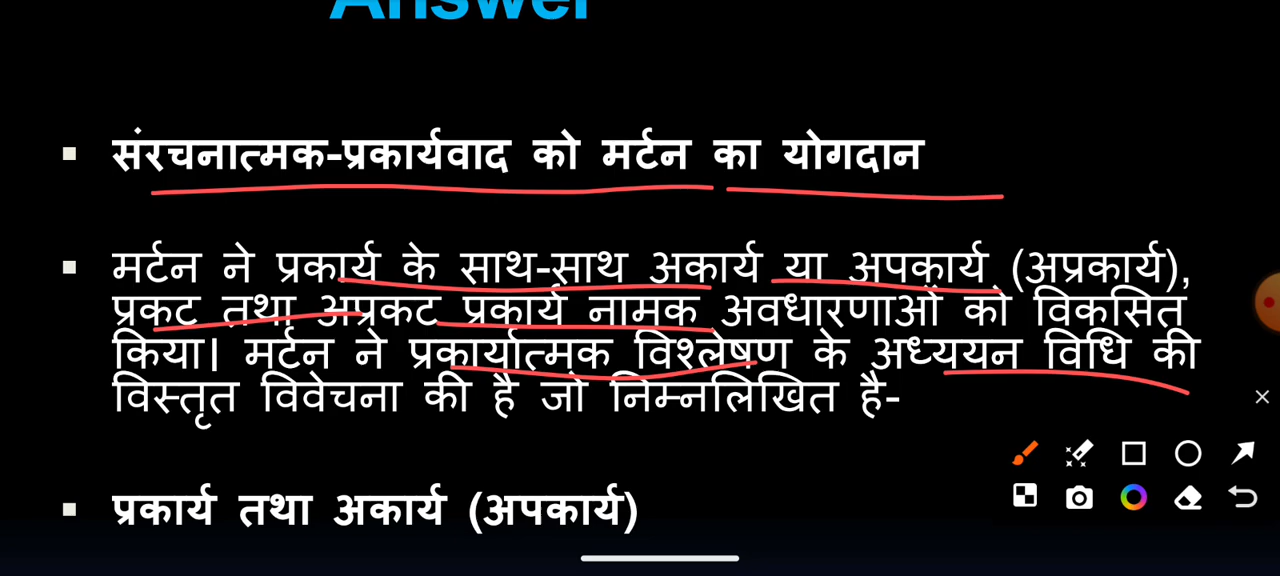 Answer
संरचनात्मक-प्रकार्यवाद को मर्टन का योगदान
मर्टन ने प्रकार्य के साथ-साथ अकार्य या अपकार्य (अप्रकार्य),
प्रकट तथा अप्रकट प्रकार्य नामक अवधारणाओं को विकसित
किया। मर्टन ने प्रकार्यात्मक विश्लेषण के अध्ययन विधि की
विस्तृत विवेचना की है जो निम्नलिखित है-
प्रकार्य तथा अकार्य (अपकार्य)